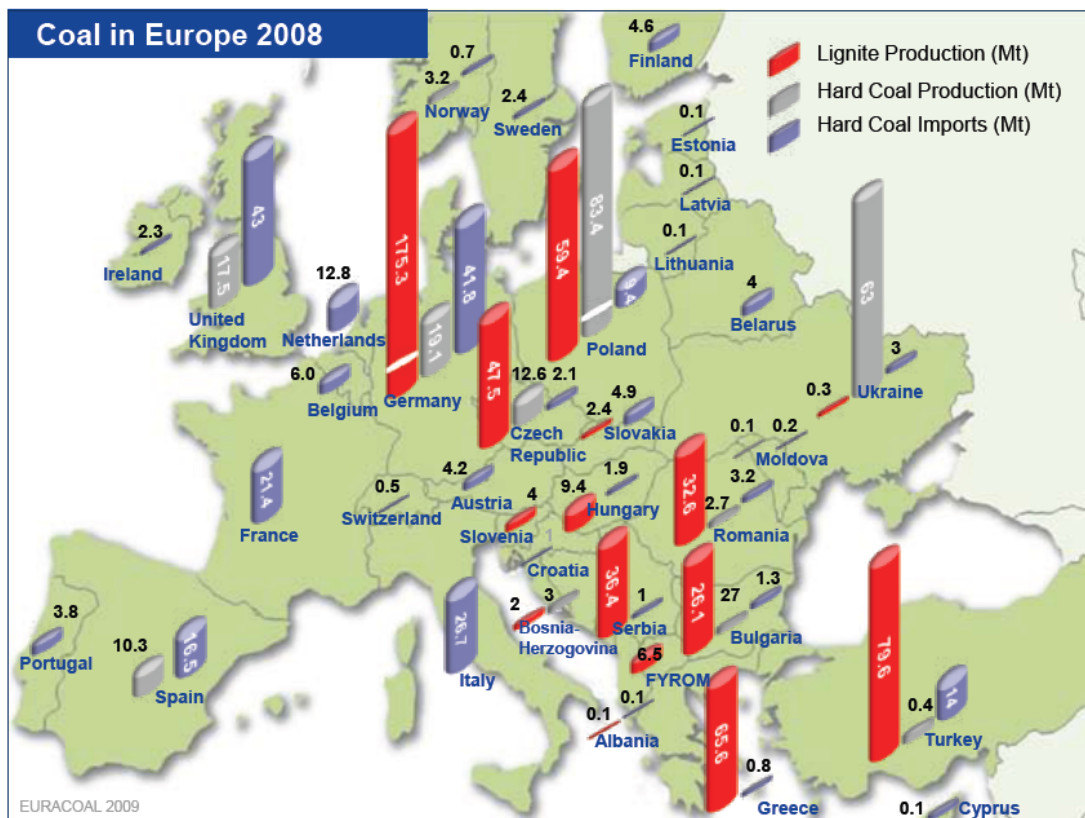 Coal in Europe 2008
Lignite Production (Mt)
Hard Coal Production (Mt)
Hard Coal Imports (Mt)
4.6
Finland
0.7
3.2
Norway
2.4
Sweden
0.1
Estonia
0.1
Latvia
0.1
Lithuania
2.3
Ireland
17.5
43
United
Kingdom
12.8
Netherlands
6.0
Belgium
175.3
19.1
41.8
Germany
59.4
83.4
9.4
Poland
4
Belarus
63
3
0.3
Ukraine
47.5
12.6
2.1
Czech
Republic
2.4
4.9
Slovakia
0.1
0.2
Moldova
21.4
France
0.5
Switzerland
4.2
Austria
4
Slovenia
9.4
1.9
Hungary
32.6
2.7
3.2
Romania
1
Croatia
2
3
Bosnia-
Herzogovina
36.4
1
Serbia
26.1
27
1.3
Bulgaria
3.8
Portugal
10.3
16.5
Spain
26.7
Italy
6.5
FYROM
0.1
0.1
Albania
65.6
0.8
Greece
79.6
0.4
14
Turkey
0.1
Cyprus
EURACOAL 2009